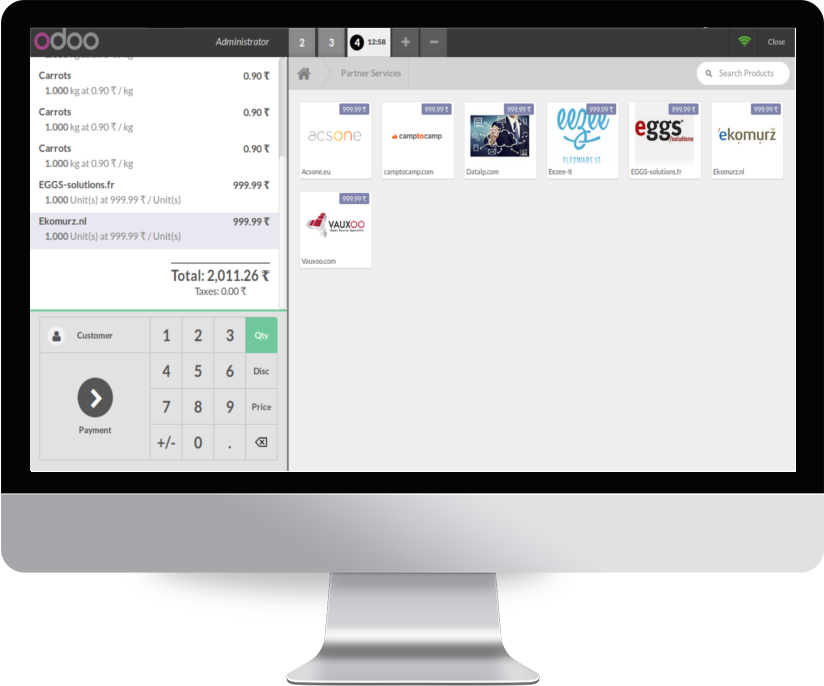 odoo
Administrator
2
3
4 12:58
+
−
Close
Carrots 0.90 ₹
1.000 kg at 0.90 ₹ / kg
Carrots 0.90 ₹
1.000 kg at 0.90 ₹ / kg
Carrots 0.90 ₹
1.000 kg at 0.90 ₹ / kg
EGGS-solutions.fr 999.99 ₹
1.000 Unit(s) at 999.99 ₹ / Unit(s)
Ekomurz.nl 999.99 ₹
1.000 Unit(s) at 999.99 ₹ / Unit(s)
Total: 2,011.26 ₹
Taxes: 0.00 ₹
Customer
1 2 3 Qty
4 5 6 Disc
7 8 9 Price
+/- 0 .
Payment
Partner Services
Search Products
999.99 ₹
acsone
Acsone.eu
999.99 ₹
camptocamp
camptocamp.com
999.99 ₹
Datalp.com
999.99 ₹
eezee
FLEXWARE I.T.
Eezee-It
999.99 ₹
eggs
solutions
EGGS-solutions.fr
999.99 ₹
ekomurž
Ekomurz.nl
999.99 ₹
VAUXOO
Open Source Specialist
Vauxoo.com